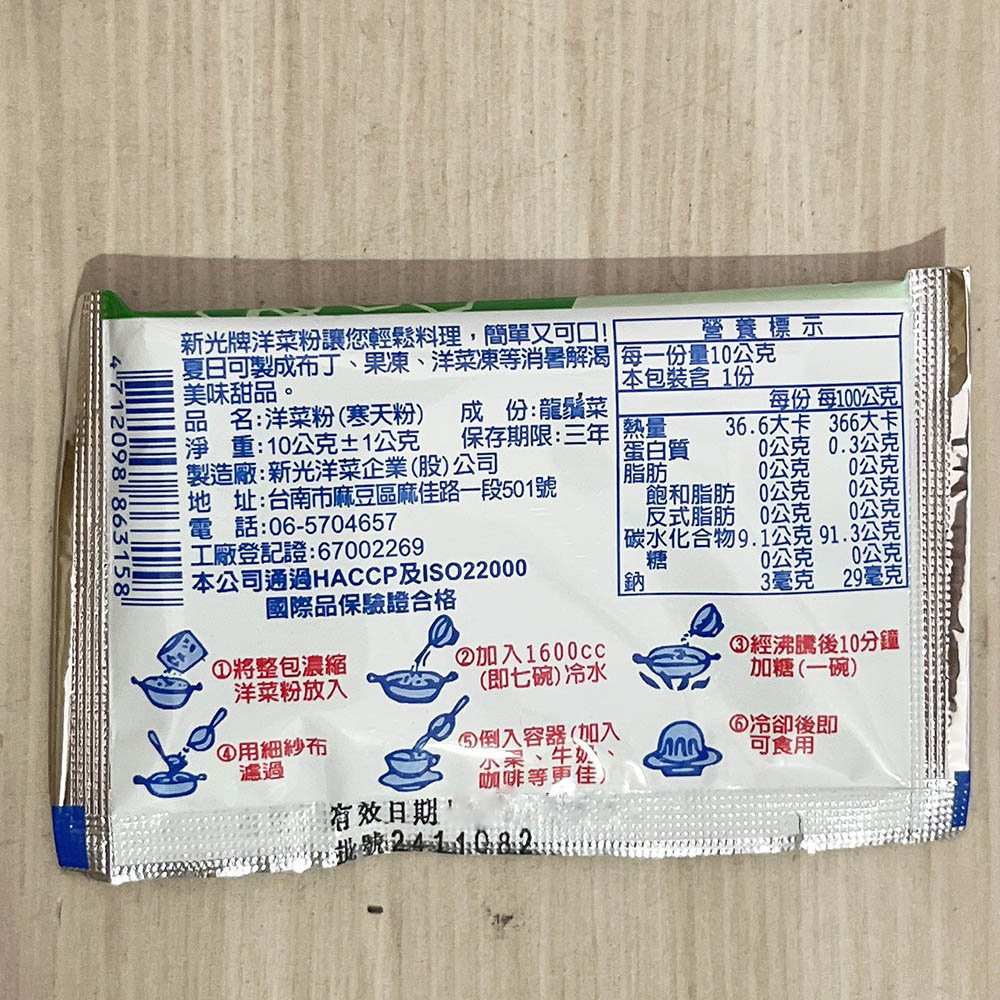 新光牌洋菜粉讓您輕鬆料理，簡單又可口!
夏日可製成布丁、果凍、洋菜凍等消暑解渴
美味甜品。
品　名:洋菜粉(寒天粉)　成　份:龍鬚菜
淨　重:10公克±1公克　保存期限:三年
製造廠:新光洋菜企業(股)公司
地　址:台南市麻豆區麻佳路一段501號
電　話:06-5704657
工廠登記證:67002269
本公司通過HACCP及ISO22000
國際品保驗證合格
4 712098 863158
營養標示
每一份量10公克
本包裝含 1份
每份 每100公克
熱量 36.6大卡 366大卡
蛋白質 0公克 0.3公克
脂肪 0公克 0公克
飽和脂肪 0公克 0公克
反式脂肪 0公克 0公克
碳水化合物9.1公克 91.3公克
糖 0公克 0公克
鈉 3毫克 29毫克
①將整包濃縮
洋菜粉放入
②加入1600cc
(即七碗)冷水
③經沸騰後10分鐘
加糖(一碗)
④用細紗布
濾過
⑤倒入容器(加入
水果、牛奶、
咖啡等更佳)
⑥冷卻後即
可食用
有效日期
批號2411082